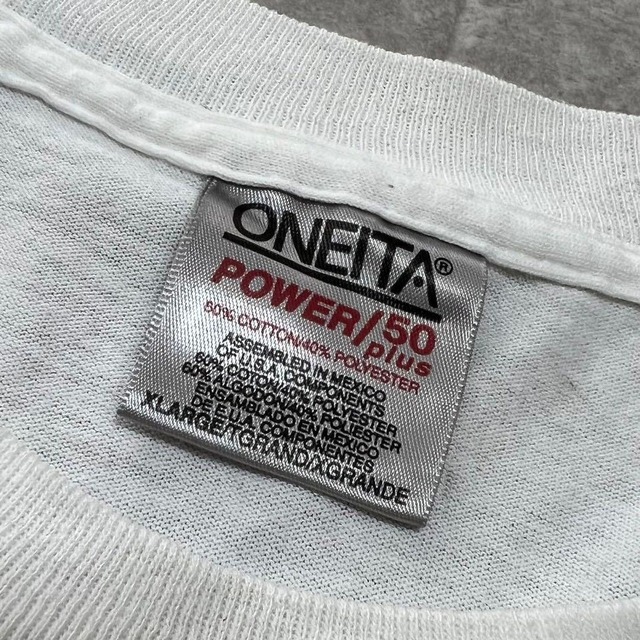 ONEITA®
POWER/50
plus
60% COTTON/40% POLYESTER
ASSEMBLED IN MEXICO
OF U.S.A. COMPONENTS
60% COTON/40% POLYESTER
60% ALGODON/40% POLIESTER
ENSAMBLADO EN MEXICO
DE E.U.A. COMPONENTES
XLARGE/TGRAND/XGRANDE